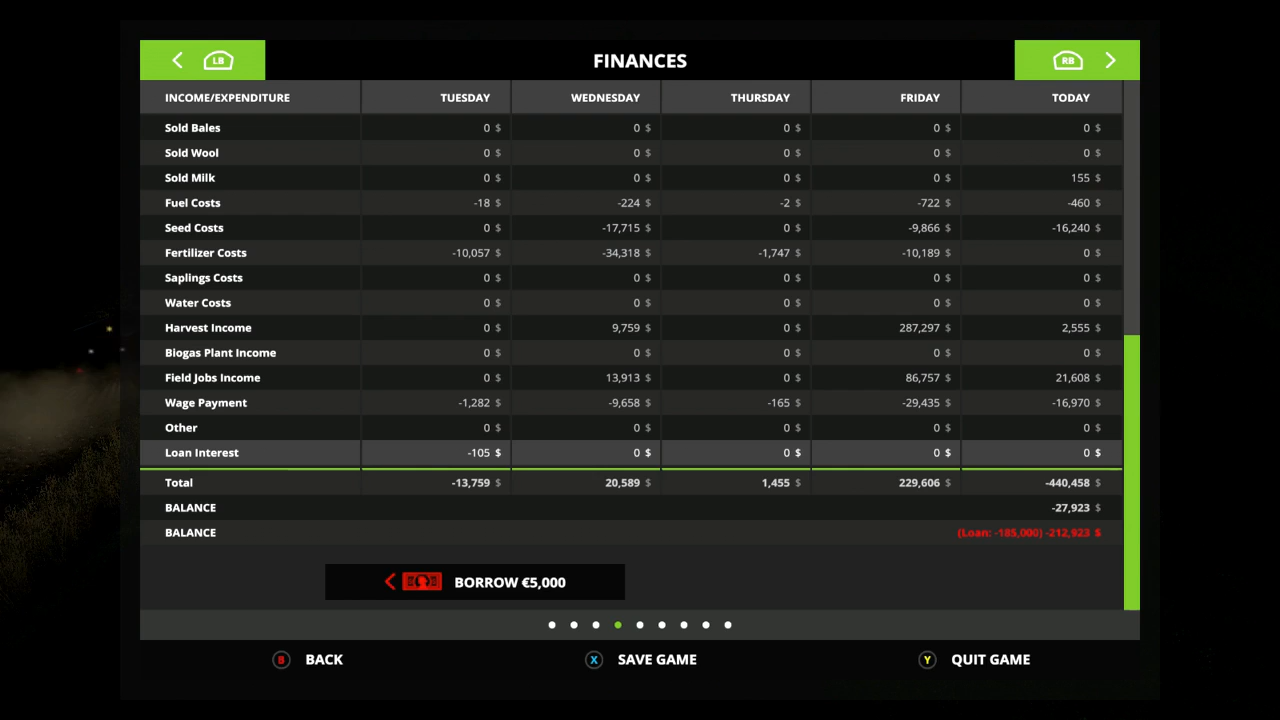 LB FINANCES RB
INCOME/EXPENDITURE TUESDAY WEDNESDAY THURSDAY FRIDAY TODAY
Sold Bales 0 $ 0 $ 0 $ 0 $ 0 $
Sold Wool 0 $ 0 $ 0 $ 0 $ 0 $
Sold Milk 0 $ 0 $ 0 $ 0 $ 155 $
Fuel Costs -18 $ -224 $ -2 $ -722 $ -460 $
Seed Costs 0 $ -17,715 $ 0 $ -9,866 $ -16,240 $
Fertilizer Costs -10,057 $ -34,318 $ -1,747 $ -10,189 $ 0 $
Saplings Costs 0 $ 0 $ 0 $ 0 $ 0 $
Water Costs 0 $ 0 $ 0 $ 0 $ 0 $
Harvest Income 0 $ 9,759 $ 0 $ 287,297 $ 2,555 $
Biogas Plant Income 0 $ 0 $ 0 $ 0 $ 0 $
Field Jobs Income 0 $ 13,913 $ 0 $ 86,757 $ 21,608 $
Wage Payment -1,282 $ -9,658 $ -165 $ -29,435 $ -16,970 $
Other 0 $ 0 $ 0 $ 0 $ 0 $
Loan Interest -105 $ 0 $ 0 $ 0 $ 0 $
Total -13,759 $ 20,589 $ 1,455 $ 229,606 $ -440,458 $
BALANCE -27,923 $
BALANCE (Loan: -185,000) -212,923 $
BORROW €5,000
B BACK X SAVE GAME Y QUIT GAME